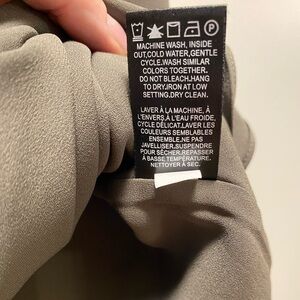 MACHINE WASH, INSIDE
OUT,COLD WATER,GENTLE
CYCLE.WASH SIMILAR
COLORS TOGETHER.
DO NOT BLEACH.HANG
TO DRY.IRON AT LOW
SETTING.DRY CLEAN.
LAVER À LA MACHINE, À
L'ENVERS,À L'EAU FROIDE,
CYCLE DÉLICAT.LAVER LES
COULEURS SEMBLABLES
ENSEMBLE,NE PAS
JAVELLISER.SUSPENDRE
POUR SÉCHER.REPASSER
À BASSE TEMPÉRATURE.
NETTOYER À SEC.